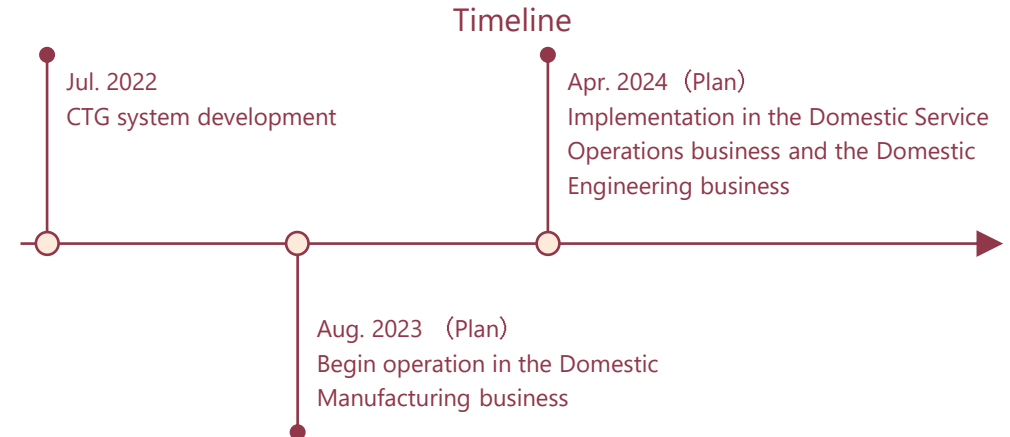 Timeline
Jul. 2022
CTG system development
Apr. 2024（Plan）
Implementation in the Domestic Service
Operations business and the Domestic
Engineering business
Aug. 2023 （Plan）
Begin operation in the Domestic
Manufacturing business